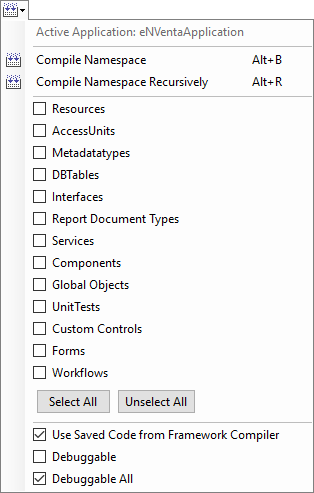 Active Application: eNVentaApplication
Compile Namespace Alt+B
Compile Namespace Recursively Alt+R
Resources
AccessUnits
Metadatatypes
DBTables
Interfaces
Report Document Types
Services
Components
Global Objects
UnitTests
Custom Controls
Forms
Workflows
Select All Unselect All
Use Saved Code from Framework Compiler
Debuggable
Debuggable All